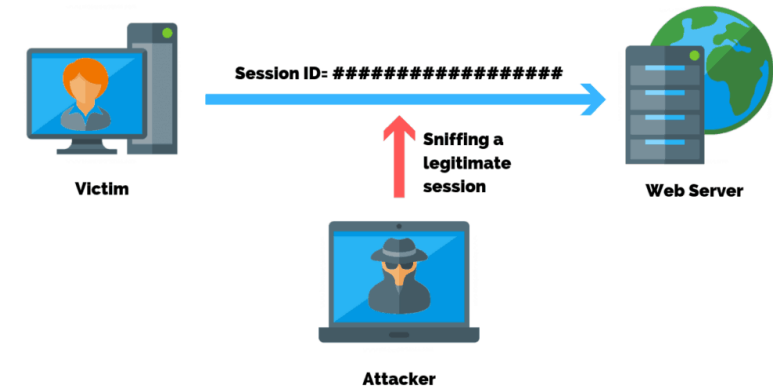 Session ID= ##################
Sniffing a
legitimate
session
Victim
Web Server
Attacker